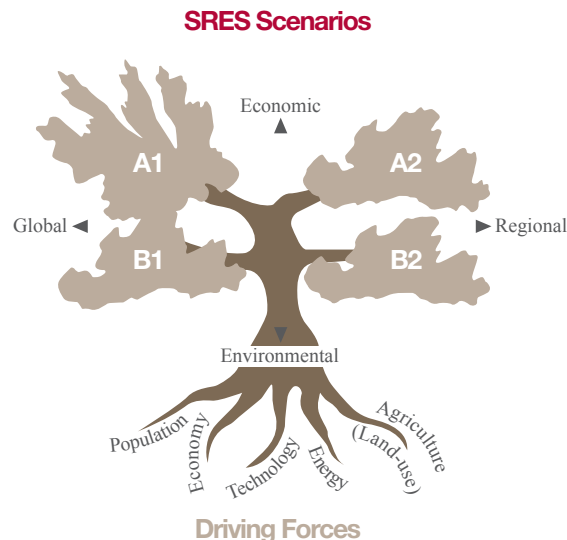 SRES Scenarios
Economic
A1
A2
Global
Regional
B1
B2
Environmental
Population
Economy
Technology
Energy
Agriculture
(Land-use)
Driving Forces